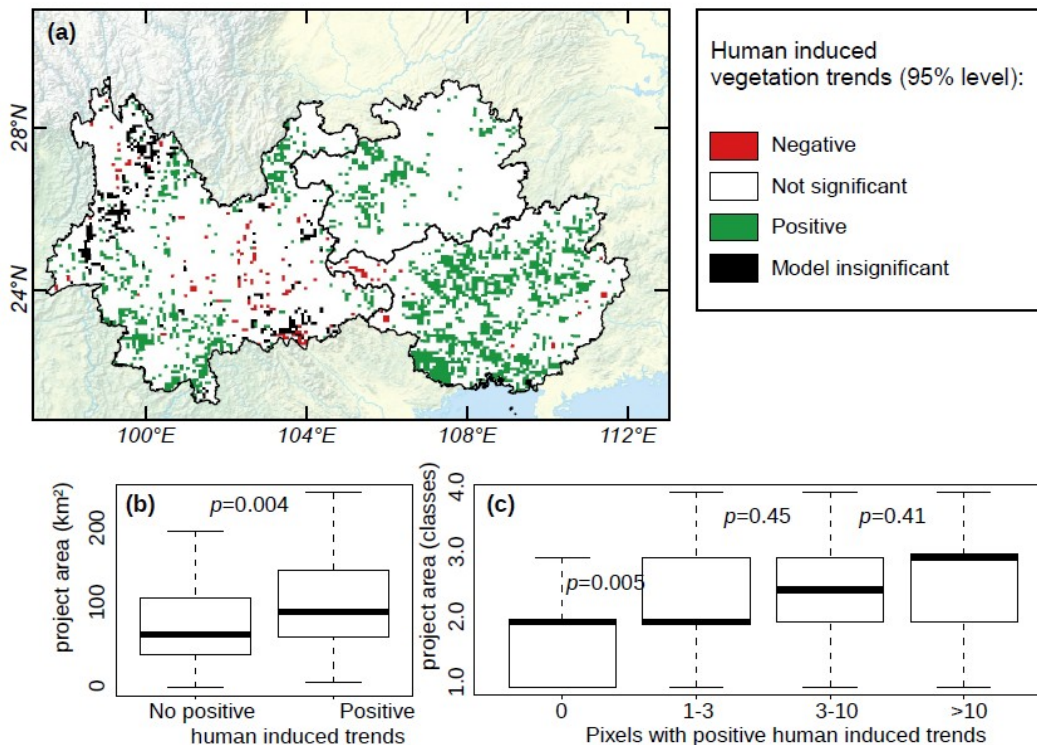 (a)
28°N
24°N
100°E 104°E 108°E 112°E
Human induced
vegetation trends (95% level):
Negative
Not significant
Positive
Model insignificant
(b)
p=0.004
project area (km²)
0 100 200
No positive Positive
human induced trends
(c)
p=0.005
p=0.45
p=0.41
project area (classes)
1.0 2.0 3.0 4.0
0 1-3 3-10 >10
Pixels with positive human induced trends